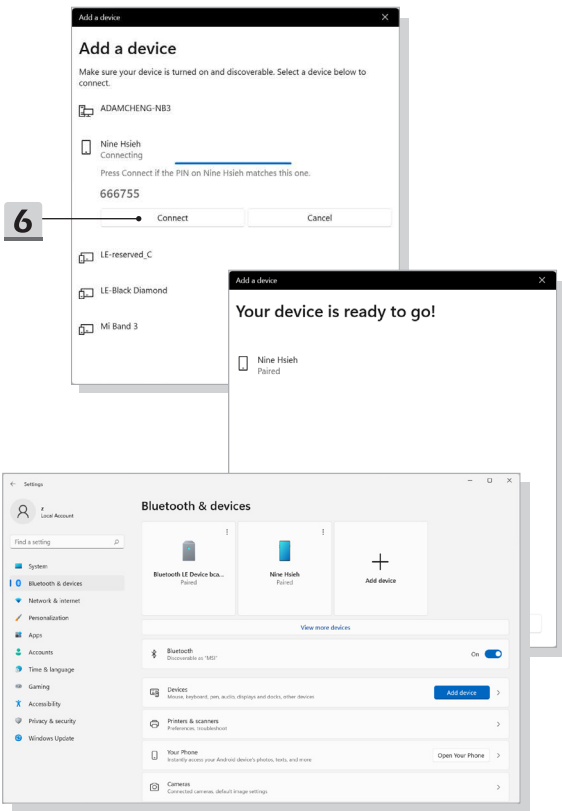 Add a device
Add a device
Make sure your device is turned on and discoverable. Select a device below to
connect.
ADAMCHENG-NB3
Nine Hsieh
Connecting
Press Connect if the PIN on Nine Hsieh matches this one.
666755
6
Connect
Cancel
LE-reserved_C
LE-Black Diamond
Mi Band 3
Add a device
Your device is ready to go!
Nine Hsieh
Paired
Settings
z
Local Account
Find a setting
System
Bluetooth & devices
Network & internet
Personalization
Apps
Accounts
Time & language
Gaming
Accessibility
Privacy & security
Windows Update
Bluetooth & devices
Bluetooth LE Device bca...
Paired
Nine Hsieh
Paired
Add device
View more devices
Bluetooth
Discoverable as "MSI"
On
Devices
Mouse, keyboard, pen, audio, displays and docks, other devices
Add device
Printers & scanners
Preferences, troubleshoot
Your Phone
Instantly access your Android device's photos, texts, and more
Open Your Phone
Cameras
Connected cameras, default image settings